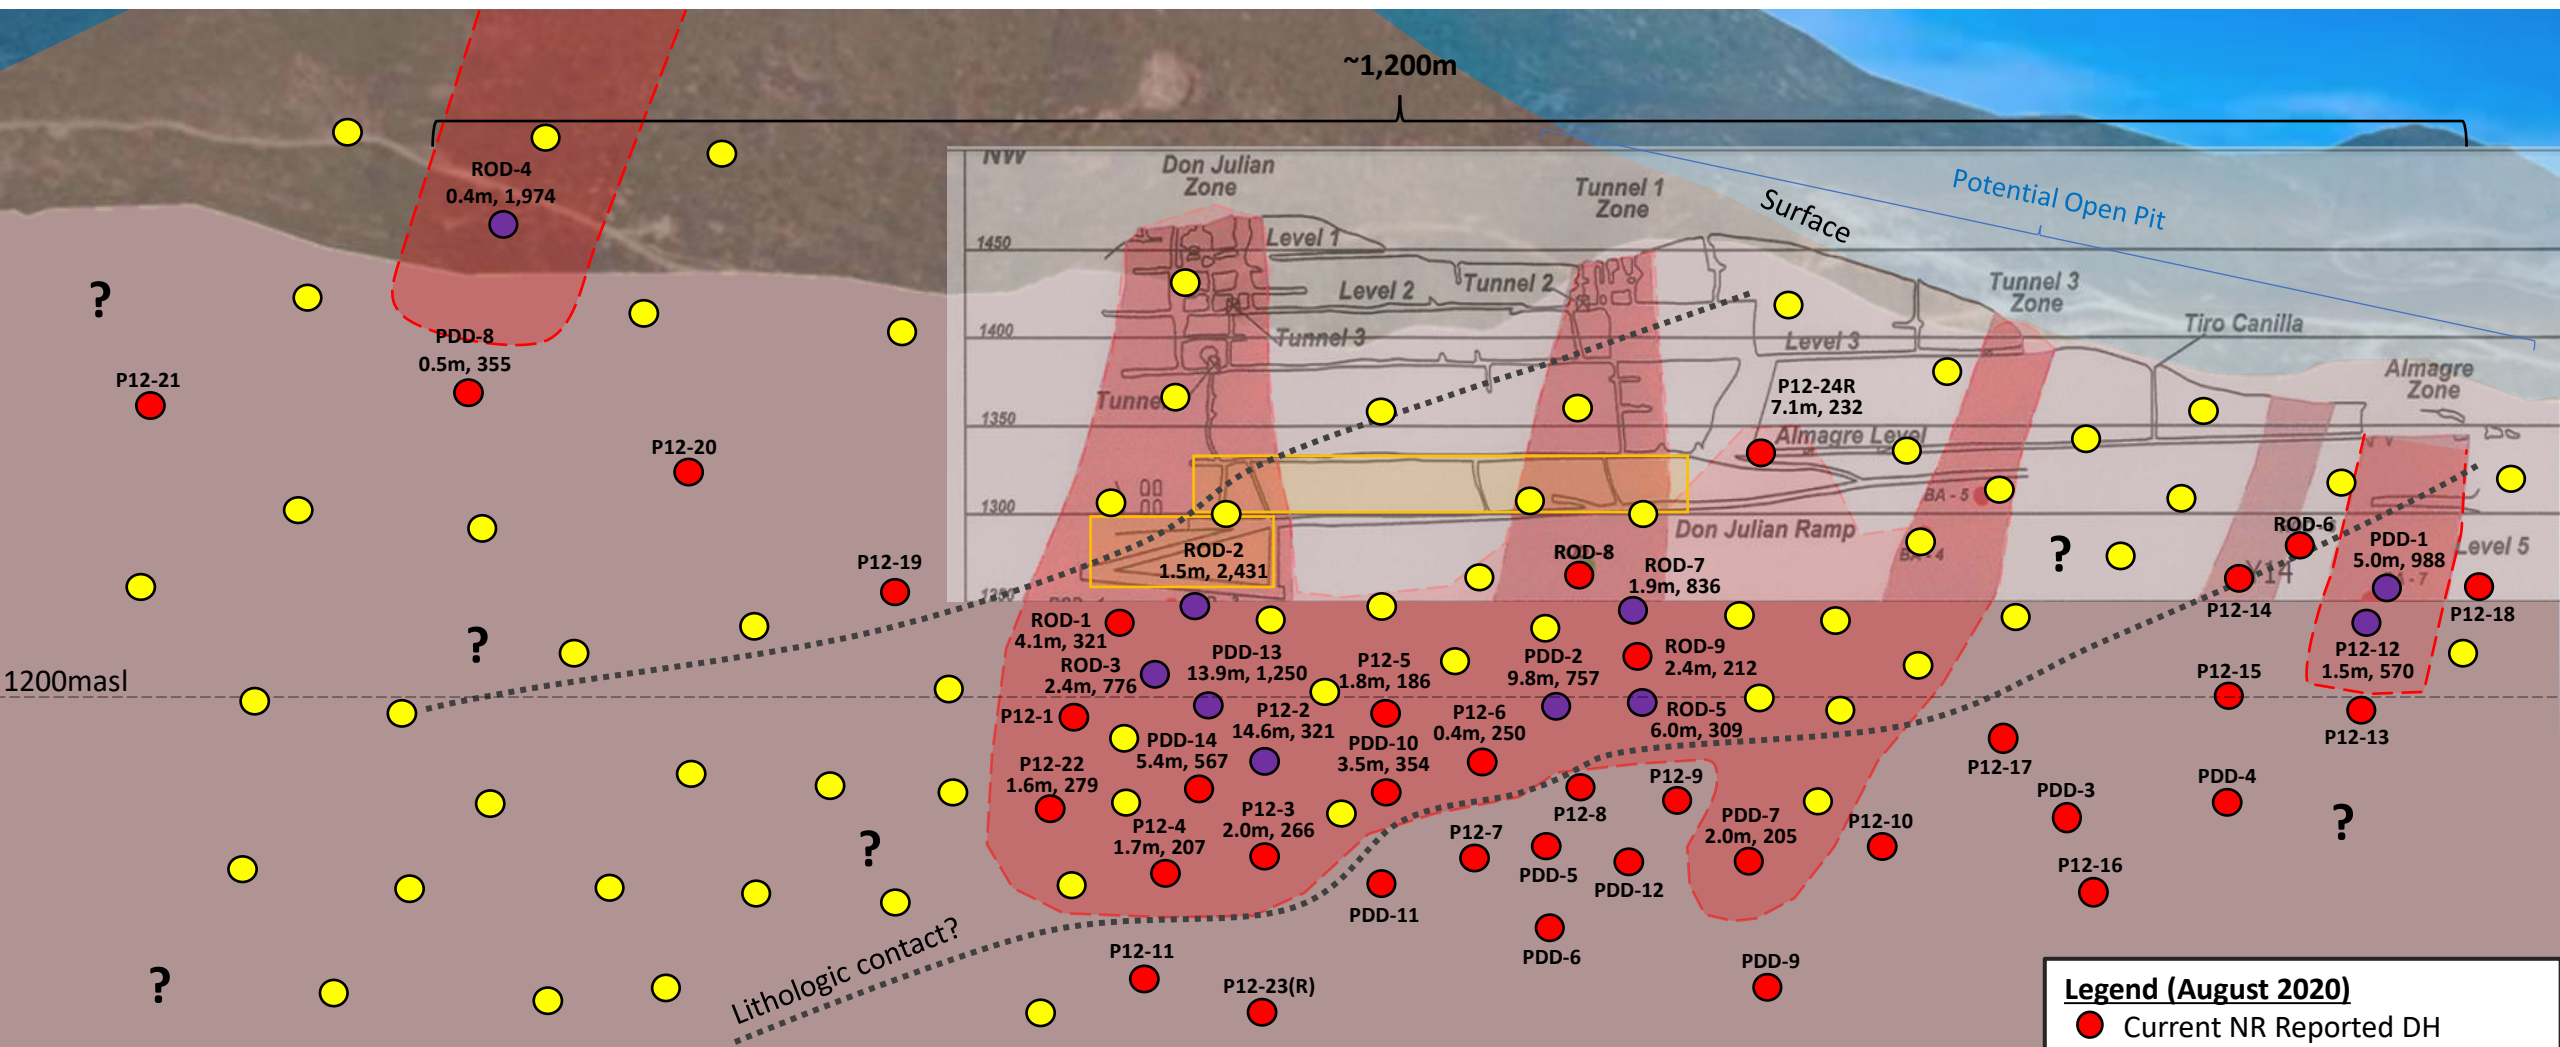 ~1,200m
NW
Don Julian
Zone
Tunnel 1
Zone
Surface
Potential Open Pit
ROD-4
0.4m, 1,974
1450
Level 1
Level 2
Tunnel 2
Tunnel 3
Zone
?
1400
Tunnel 3
Level 3
Tiro Canilla
PDD-8
0.5m, 355
P12-21
P12-24R
7.1m, 232
Almagre
Zone
1350
Almagre Level
P12-20
BA - 5
1300
Don Julian Ramp
ROD-2
1.5m, 2,431
ROD-8
ROD-7
1.9m, 836
BA - 4
?
ROD-6
PDD-1
5.0m, 988
Level 5
P12-19
P12-14
P12-18
ROD-1
4.1m, 321
?
ROD-3
2.4m, 776
PDD-13
13.9m, 1,250
P12-5
1.8m, 186
PDD-2
9.8m, 757
ROD-9
2.4m, 212
P12-12
1.5m, 570
1200masl
P12-15
P12-1
P12-2
14.6m, 321
P12-6
0.4m, 250
ROD-5
6.0m, 309
PDD-14
5.4m, 567
PDD-10
3.5m, 354
P12-13
P12-22
1.6m, 279
P12-9
P12-17
PDD-3
PDD-4
P12-3
2.0m, 266
P12-8
PDD-7
2.0m, 205
P12-10
?
P12-4
1.7m, 207
P12-7
?
PDD-5
PDD-12
P12-16
PDD-11
Lithologic contact?
P12-11
PDD-6
PDD-9
?
P12-23(R)
Legend (August 2020)
Current NR Reported DH